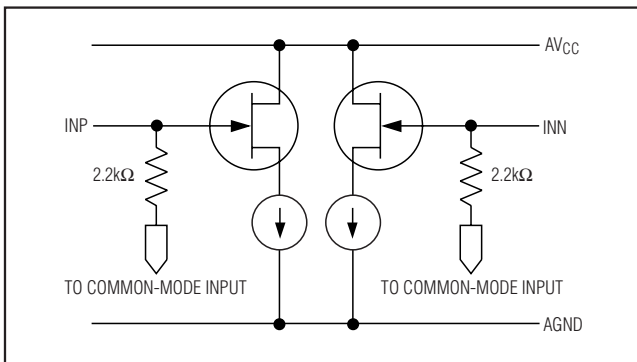 AVCC
INP
INN
2.2kΩ
2.2kΩ
TO COMMON-MODE INPUT
TO COMMON-MODE INPUT
AGND